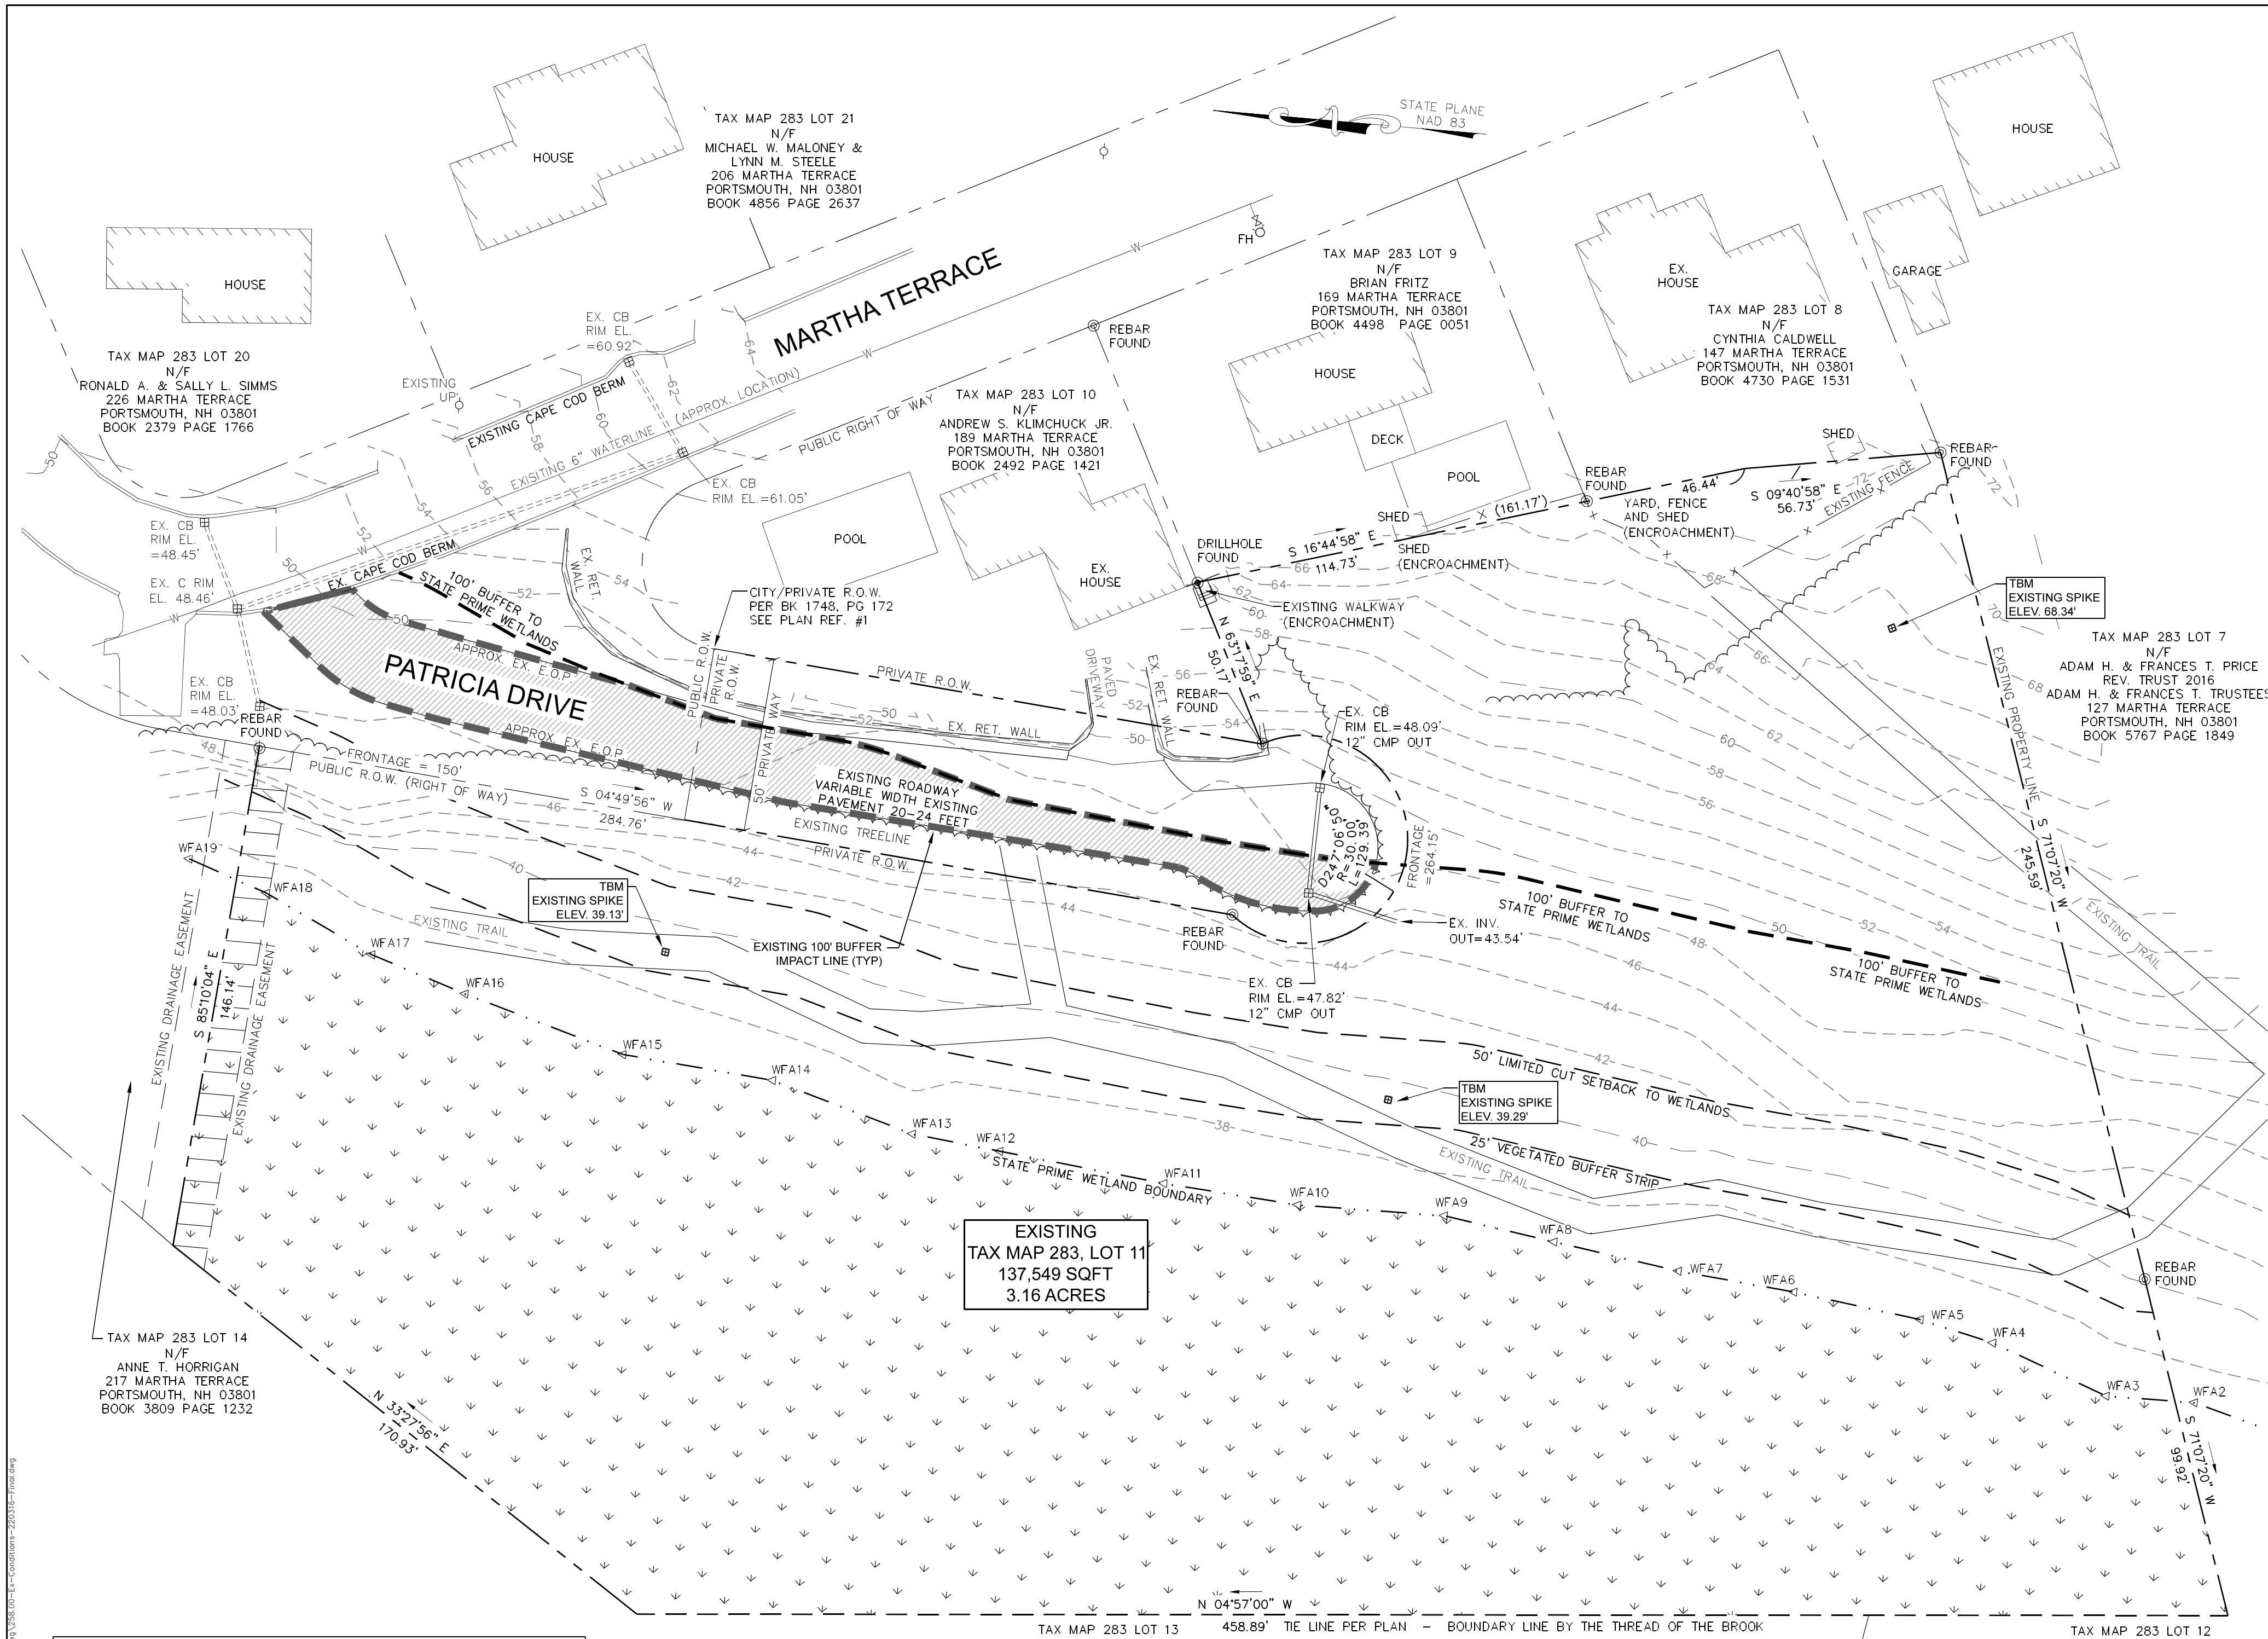 STATE PLANE
NAD 83
HOUSE
HOUSE
HOUSE
TAX MAP 283 LOT 21
N/F
MICHAEL W. MALONEY &
LYNN M. STEELE
206 MARTHA TERRACE
PORTSMOUTH, NH 03801
BOOK 4856 PAGE 2637
FH
MARTHA TERRACE
W
W
W
W
TAX MAP 283 LOT 9
N/F
BRIAN FRITZ
169 MARTHA TERRACE
PORTSMOUTH, NH 03801
BOOK 4498 PAGE 0051
EX.
HOUSE
GARAGE
TAX MAP 283 LOT 8
N/F
CYNTHIA CALDWELL
147 MARTHA TERRACE
PORTSMOUTH, NH 03801
BOOK 4730 PAGE 1531
TAX MAP 283 LOT 20
N/F
RONALD A. & SALLY L. SIMMS
226 MARTHA TERRACE
PORTSMOUTH, NH 03801
BOOK 2379 PAGE 1766
EX. CB
RIM EL.
=60.92'
EXISTING
UP
EXISTING CAPE COD BERM
EXISITING 6" WATERLINE (APPROX. LOCATION)
PUBLIC RIGHT OF WAY
REBAR
FOUND
TAX MAP 283 LOT 10
N/F
ANDREW S. KLIMCHUCK JR.
189 MARTHA TERRACE
PORTSMOUTH, NH 03801
BOOK 2492 PAGE 1421
HOUSE
DECK
POOL
SHED
REBAR
FOUND
REBAR
FOUND
46.44'
S 09°40'58" E
56.73'
EXISTING FENCE
YARD, FENCE
AND SHED
(ENCROACHMENT)
(161.17')
SHED
SHED
(ENCROACHMENT)
S 16°44'58" E
114.73'
DRILLHOLE
FOUND
EX. CB
RIM EL.=61.05'
POOL
EX.
HOUSE
EX. CB
RIM EL.
=48.45'
EX. C RIM
EL. 48.46'
EX. CAPE COD BERM
100' BUFFER TO
STATE PRIME WETLANDS
EX. RET.
WALL
CITY/PRIVATE R.O.W.
PER BK 1748, PG 172
SEE PLAN REF. #1
EXISTING WALKWAY
(ENCROACHMENT)
N 63°17'59" E
50.17'
TBM
EXISTING SPIKE
ELEV. 68.34'
TAX MAP 283 LOT 7
N/F
ADAM H. & FRANCES T. PRICE
REV. TRUST 2016
ADAM H. & FRANCES T. TRUSTEES
127 MARTHA TERRACE
PORTSMOUTH, NH 03801
BOOK 5767 PAGE 1849
PATRICIA DRIVE
APPROX. EX. E.O.P.
APPROX. EX. E.O.P.
PUBLIC R.O.W.
PRIVATE
R.O.W.
50' PRIVATE WAY
PRIVATE R.O.W.
PAVED
DRIVEWAY
EX. RET. WALL
EX. RET. WALL
REBAR
FOUND
EX. CB
RIM EL.=48.09'
12" CMP OUT
EX. CB
RIM EL.
=48.03'
REBAR
FOUND
FRONTAGE = 150'
PUBLIC R.O.W. (RIGHT OF WAY)
S 04°49'56" W
284.76'
EXISTING ROADWAY
VARIABLE WIDTH EXISTING
PAVEMENT 20-24 FEET
EXISTING TREELINE
PRIVATE R.O.W.
D247°06'50"
R=30.00'
L=129.39'
FRONTAGE
=264.15'
EXISTING PROPERTY LINE
S 71°07'20" W
245.59'
EXISTING TRAIL
100' BUFFER TO
STATE PRIME WETLANDS
100' BUFFER TO
STATE PRIME WETLANDS
WFA19
WFA18
WFA17
WFA16
WFA15
WFA14
WFA13
WFA12
WFA11
WFA10
WFA9
WFA8
WFA7
WFA6
WFA5
WFA4
WFA3
WFA2
TBM
EXISTING SPIKE
ELEV. 39.13'
EXISTING TRAIL
EXISTING 100' BUFFER
IMPACT LINE (TYP)
REBAR
FOUND
EX. INV.
OUT=43.54'
EX. CB
RIM EL.=47.82'
12" CMP OUT
EXISTING DRAINAGE EASEMENT
S 85°10'04" E
146.14'
EXISTING DRAINAGE EASEMENT
50' LIMITED CUT SETBACK TO WETLANDS
TBM
EXISTING SPIKE
ELEV. 39.29'
25' VEGETATED BUFFER STRIP
EXISTING TRAIL
STATE PRIME WETLAND BOUNDARY
EXISTING
TAX MAP 283, LOT 11
137,549 SQFT
3.16 ACRES
REBAR
FOUND
TAX MAP 283 LOT 14
N/F
ANNE T. HORRIGAN
217 MARTHA TERRACE
PORTSMOUTH, NH 03801
BOOK 3809 PAGE 1232
N 33°27'56" E
170.93'
S 71°07'20" W
99.92'
N 04°57'00" W
TAX MAP 283 LOT 13
458.89' TIE LINE PER PLAN - BOUNDARY LINE BY THE THREAD OF THE BROOK
TAX MAP 283 LOT 12